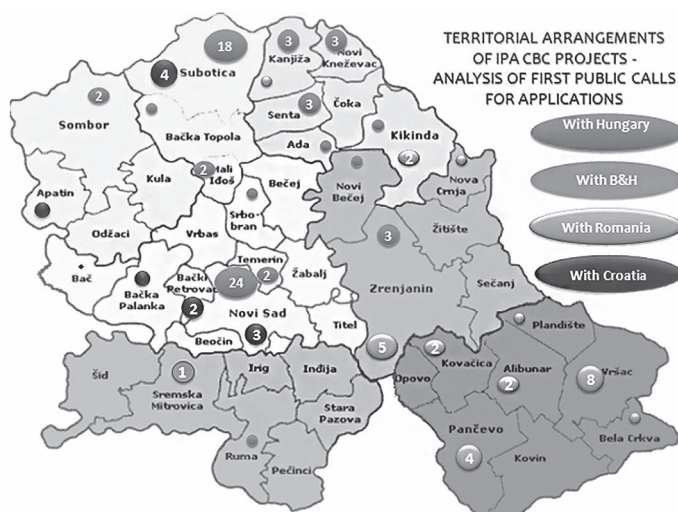 TERRITORIAL ARRANGEMENTS
OF IPA CBC PROJECTS -
ANALYSIS OF FIRST PUBLIC CALLS
FOR APPLICATIONS
With Hungary
With B&H
With Romania
With Croatia
18
4
Subotica
3
Kanjiža
3
Novi
Kneževac
2
Sombor
Bačka Topola
3
Senta
Čoka
Ada
Kikinda
2
Nova
Crnja
Apatin
Kula
2
Mali
Iđoš
Bečej
Novi
Bečej
Srbo-
bran
Odžaci
Vrbas
3
Žitište
Bač
Bačka
Palanka
Bački
Petrovac
2
24
Temerin
2
Žabalj
Zrenjanin
Sečanj
Novi Sad
3
Beočin
Titel
5
Plandište
Šid
1
Sremska
Mitrovica
Irig
Inđija
Stara
Pazova
Ruma
Pećinci
2
Opovo
Kovačica
Alibunar
2
8
Vršac
Pančevo
4
Kovin
Bela Crkva